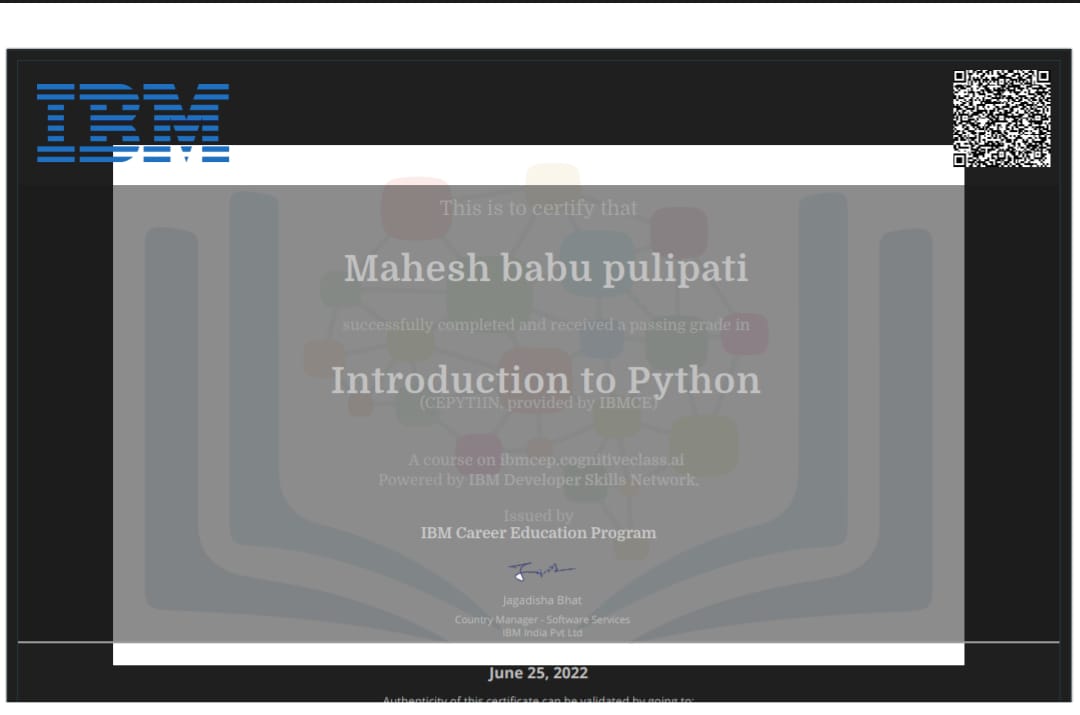 IBM
This is to certify that
Mahesh babu pulipati
successfully completed and received a passing grade in
Introduction to Python
(CEPYT1IN, provided by IBMCE)
A course on ibmcep.cognitiveclass.ai
Powered by IBM Developer Skills Network.
Issued by
IBM Career Education Program
Jagadisha Bhat
Country Manager - Software Services
IBM India Pvt Ltd
June 25, 2022
Authenticity of this certificate can be validated by going to: